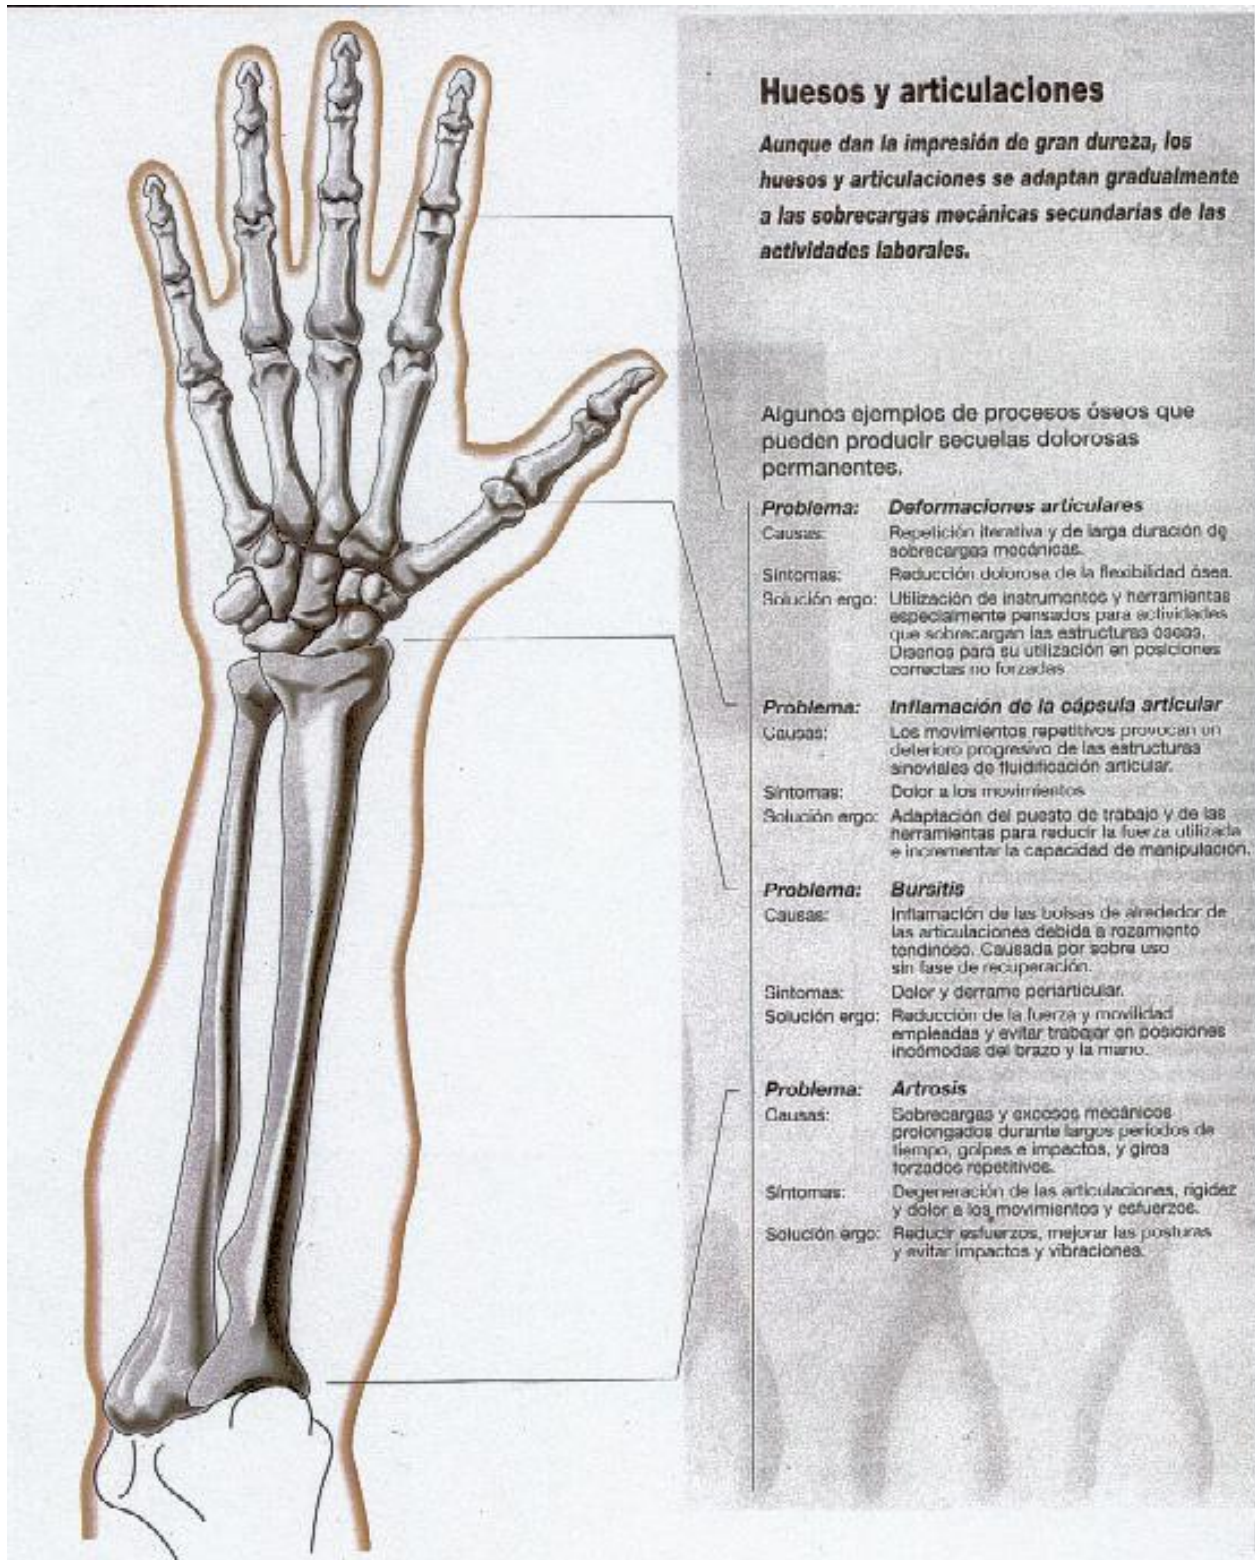 Huesos y articulaciones
Aunque dan la impresión de gran dureza, los
huesos y articulaciones se adaptan gradualmente
a las sobrecargas mecánicas secundarias de las
actividades laborales.
Algunos ejemplos de procesos óseos que
pueden producir secuelas dolorosas
permanentes.
Problema: Deformaciones articulares
Causas: Repetición iterativa y de larga duración de
sobrecargas mecánicas.
Síntomas: Reducción dolorosa de la flexibilidad ósea.
Solución ergo: Utilización de instrumentos y herramientas
especialmente pensados para actividades
que sobrecargan las estructuras óseas.
Diseños para su utilización en posiciones
correctas no forzadas
Problema: Inflamación de la cápsula articular
Causas: Los movimientos repetitivos provocan un
deterioro progresivo de las estructuras
sinoviales de fluidificación articular.
Síntomas: Dolor a los movimientos
Solución ergo: Adaptación del puesto de trabajo y de las
herramientas para reducir la fuerza utilizada
e incrementar la capacidad de manipulación.
Problema: Bursitis
Causas: Inflamación de las bolsas de alrededor de
las articulaciones debida a rozamiento
tendinoso. Causada por sobre uso
sin fase de recuperación.
Síntomas: Dolor y derrame periarticular.
Solución ergo: Reducción de la fuerza y movilidad
empleadas y evitar trabajar en posiciones
incómodas del brazo y la mano.
Problema: Artrosis
Causas: Sobrecargas y excesos mecánicos
prolongados durante largos períodos de
tiempo, golpes e impactos, y giros
forzados repetitivos.
Síntomas: Degeneración de las articulaciones, rigidez
y dolor a los movimientos y esfuerzos.
Solución ergo: Reducir esfuerzos, mejorar las posturas
y evitar impactos y vibraciones.